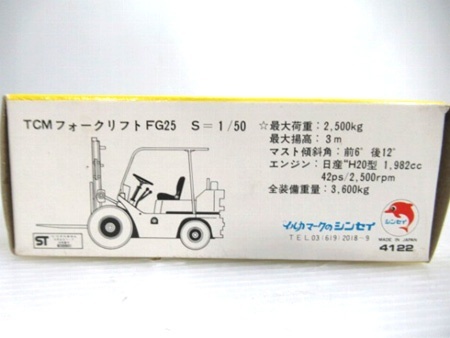 TCMフォークリフトFG25 S=1/50
☆最大荷重:2,500kg
最大揚高:3m
マスト傾斜角:前6°後12°
エンジン:日産"H20型 1,982cc
42ps/2,500rpm
全装備重量:3,600kg
ST
イルカマークのシンセイ
TEL 03(619)2018-9
シンセイ
MADE IN JAPAN
4122